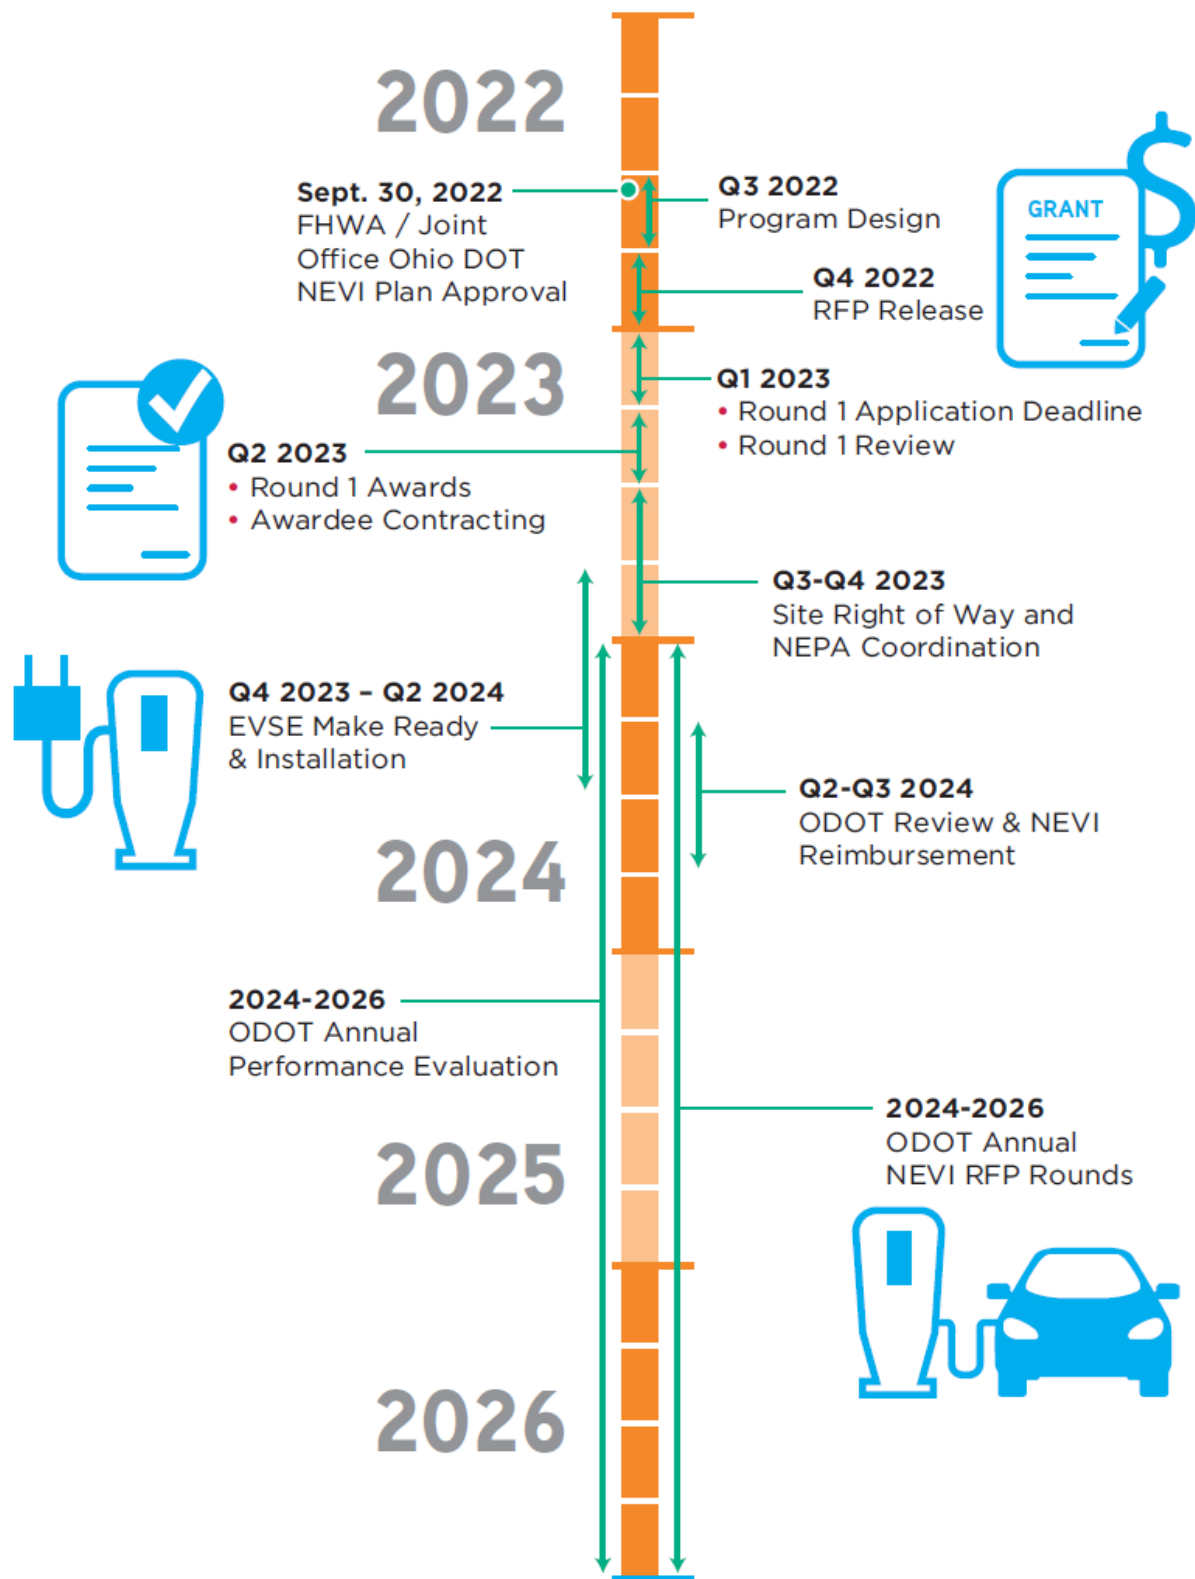 2022
Sept. 30, 2022
FHWA / Joint
Office Ohio DOT
NEVI Plan Approval
Q3 2022
Program Design
GRANT
Q4 2022
RFP Release
2023
Q1 2023
• Round 1 Application Deadline
• Round 1 Review
Q2 2023
• Round 1 Awards
• Awardee Contracting
Q3-Q4 2023
Site Right of Way and
NEPA Coordination
Q4 2023 – Q2 2024
EVSE Make Ready
& Installation
Q2-Q3 2024
ODOT Review & NEVI
Reimbursement
2024
2024-2026
ODOT Annual
Performance Evaluation
2024-2026
ODOT Annual
NEVI RFP Rounds
2025
2026